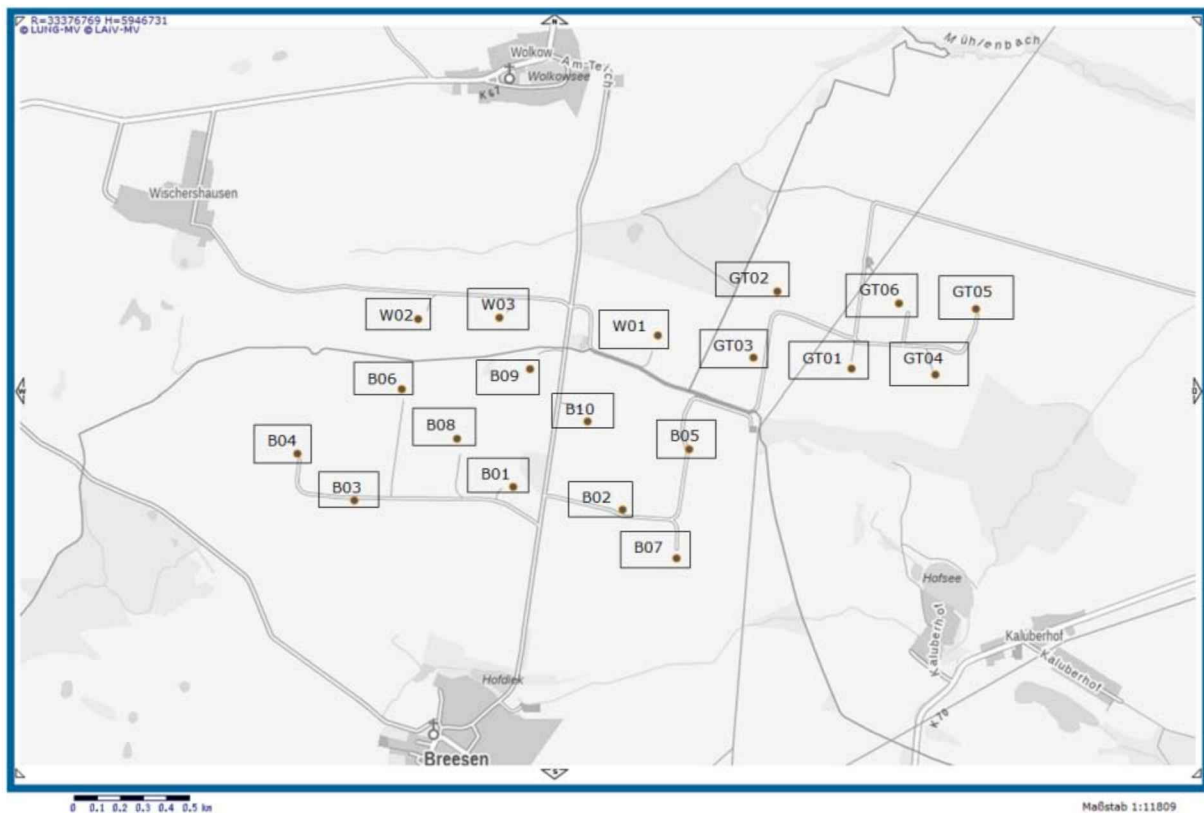 R=33376769 H=5946731
© LUNG-MV © LAiV-MV
N
Mühlenbach
Wolkow
Am Teich
Wolkowsee
K 67
Wischershausen
GT02
GT06
GT05
W02
W03
W01
GT03
GT01
GT04
B06
B09
B10
B04
B08
B05
B03
B01
B02
B07
W
O
Hofsee
Kaluberhof
Kaluberhof
Kaluberhof
Hofdiek
K 70
Breesen
S
0 0.1 0.2 0.3 0.4 0.5 km
Maßstab 1:11809